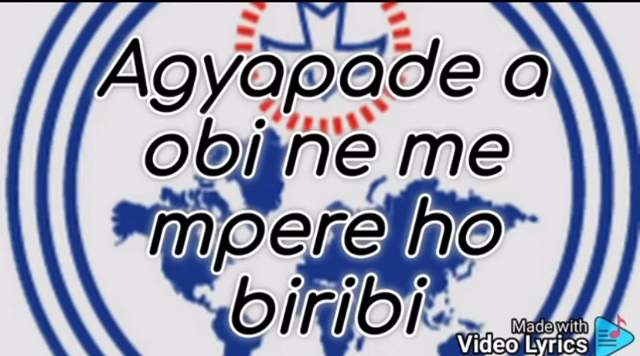 Agyapade a
obi ne me
mpere ho
biribi
Made with
Video Lyrics